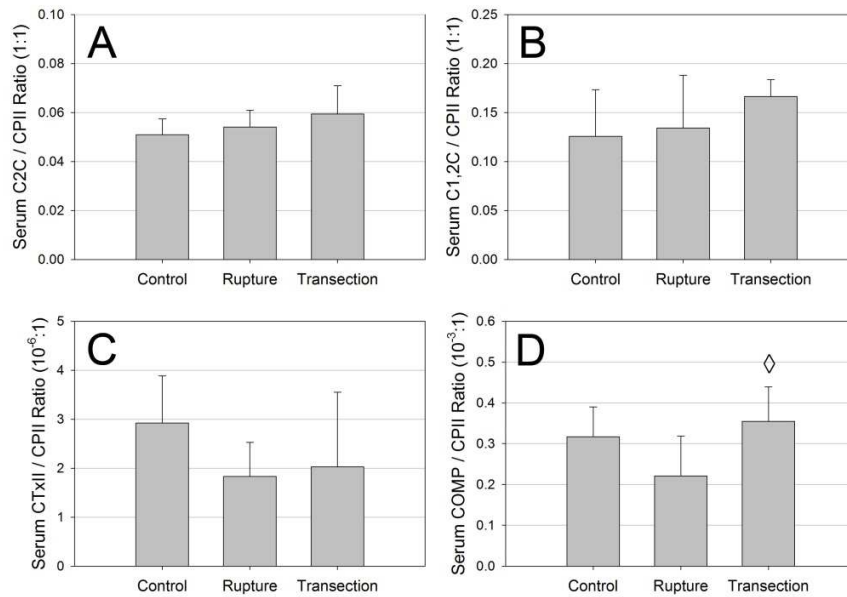 A
Serum C2C / CPII Ratio (1:1)
0.10
0.08
0.06
0.04
0.02
0.00
Control Rupture Transection
B
Serum C1,2C / CPII Ratio (1:1)
0.25
0.20
0.15
0.10
0.05
0.00
Control Rupture Transection
C
Serum CTxII / CPII Ratio (10⁻⁶:1)
5
4
3
2
1
0
Control Rupture Transection
D
Serum COMP / CPII Ratio (10⁻³:1)
0.6
0.5
0.4
0.3
0.2
0.1
0.0
Control Rupture Transection